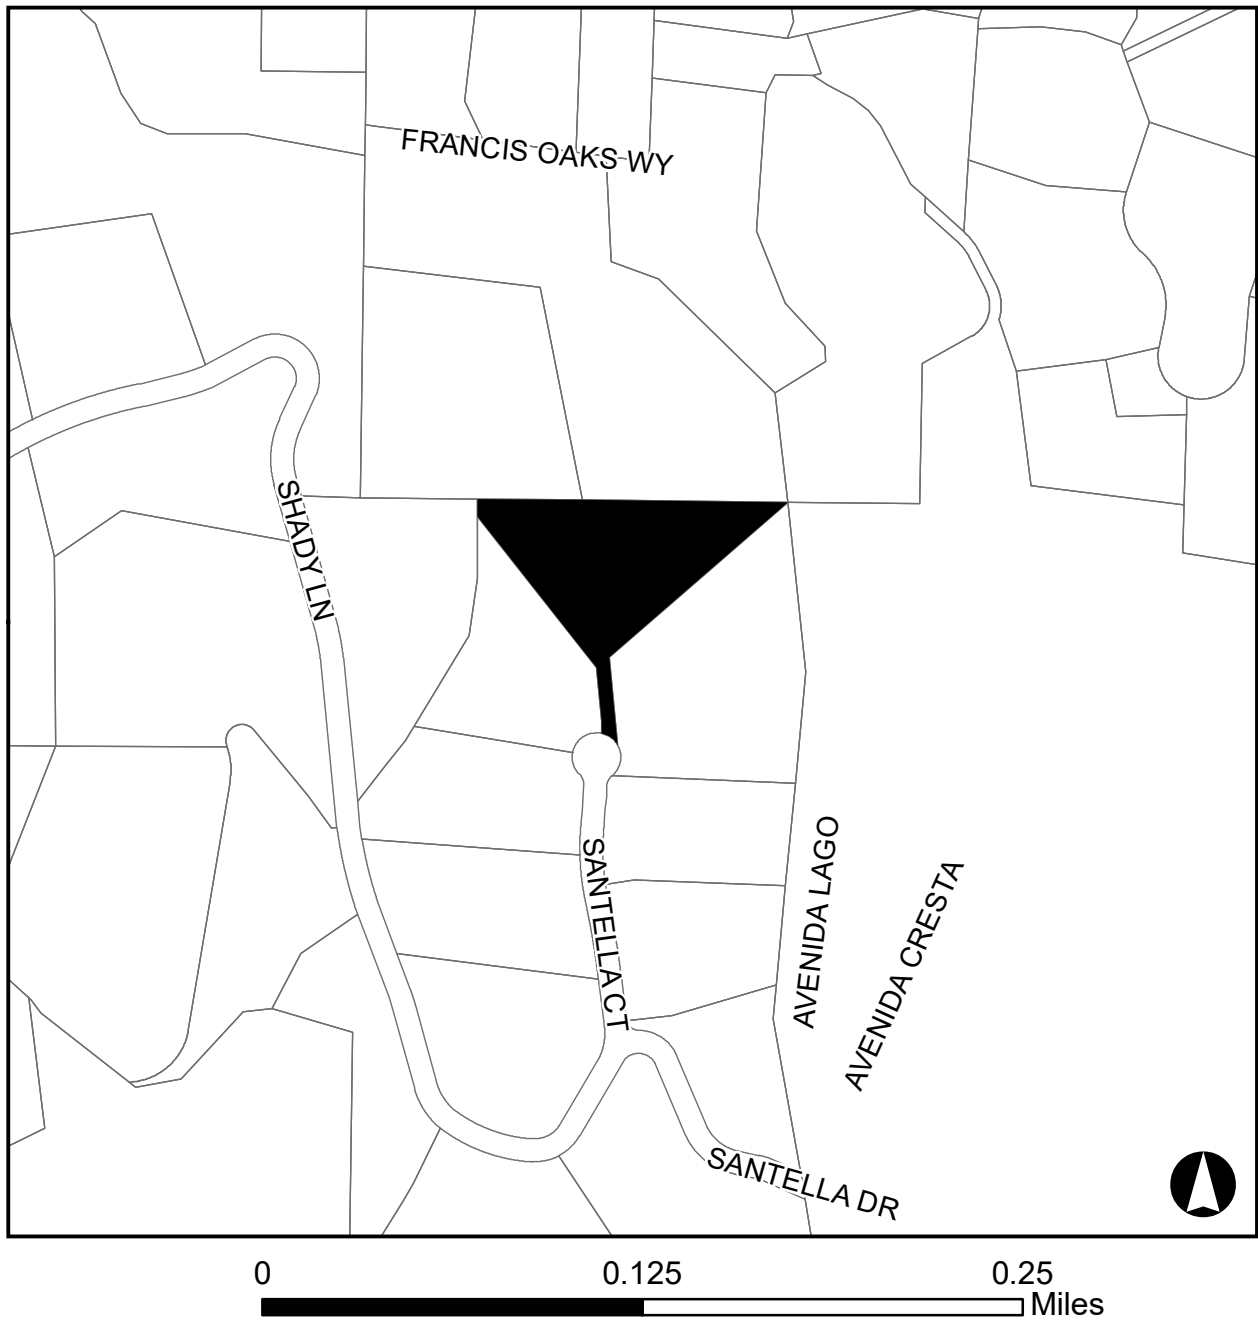 FRANCIS OAKS WY
SHADY LN
SANTELLA CT
AVENIDA LAGO
AVENIDA CRESTA
SANTELLA DR
0 0.125 0.25
Miles